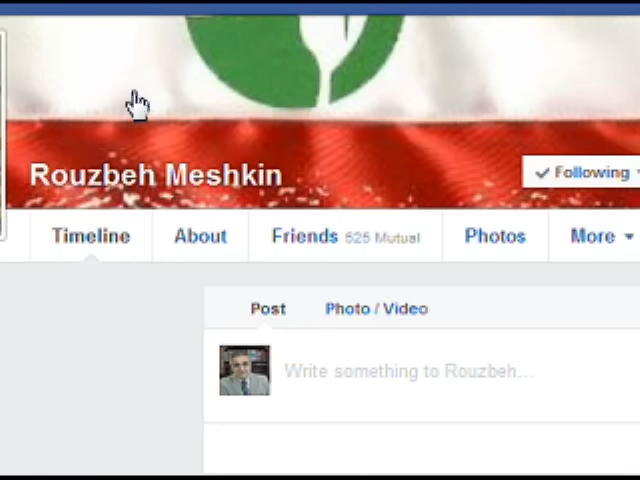 Rouzbeh Meshkin
Following
Timeline About Friends 525 Mutual Photos More
Post Photo / Video
Write something to Rouzbeh...